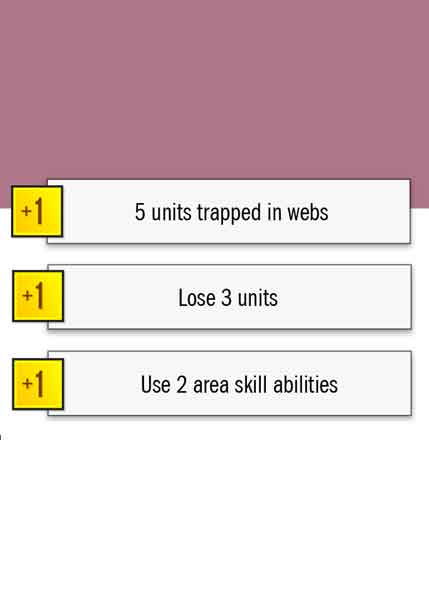 +1 5 units trapped in webs
+1 Lose 3 units
+1 Use 2 area skill abilities